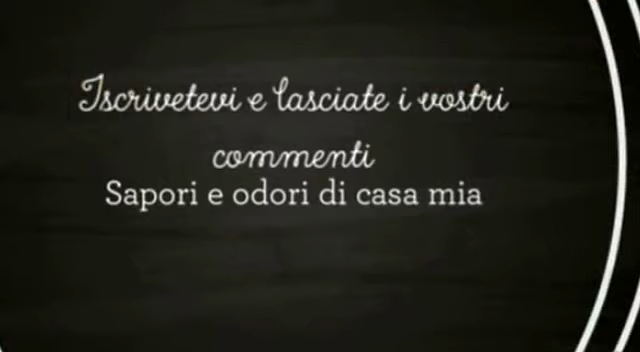 Iscrivetevi e lasciate i vostri
commenti
Sapori e odori di casa mia